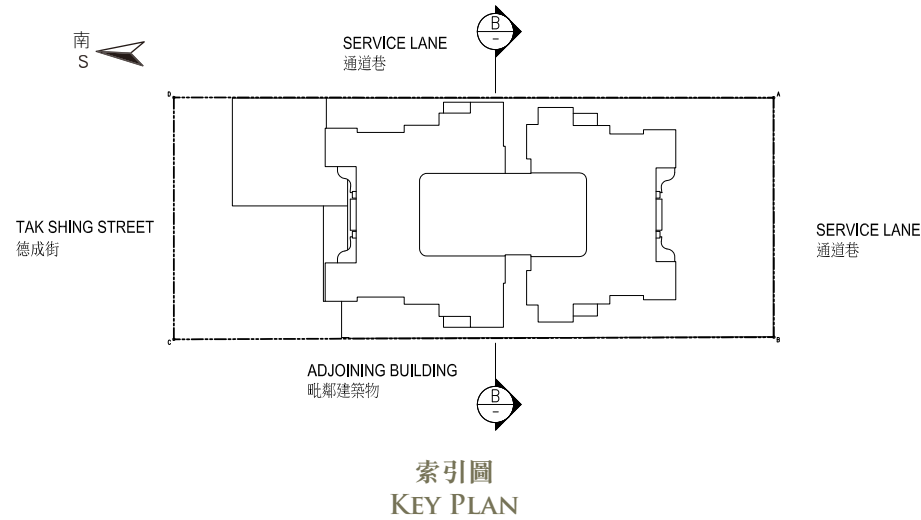 南
S
SERVICE LANE
通道巷
B
-
D
A
TAK SHING STREET
德成街
SERVICE LANE
通道巷
C
B
ADJOINING BUILDING
毗鄰建築物
B
-
索引圖
KEY PLAN